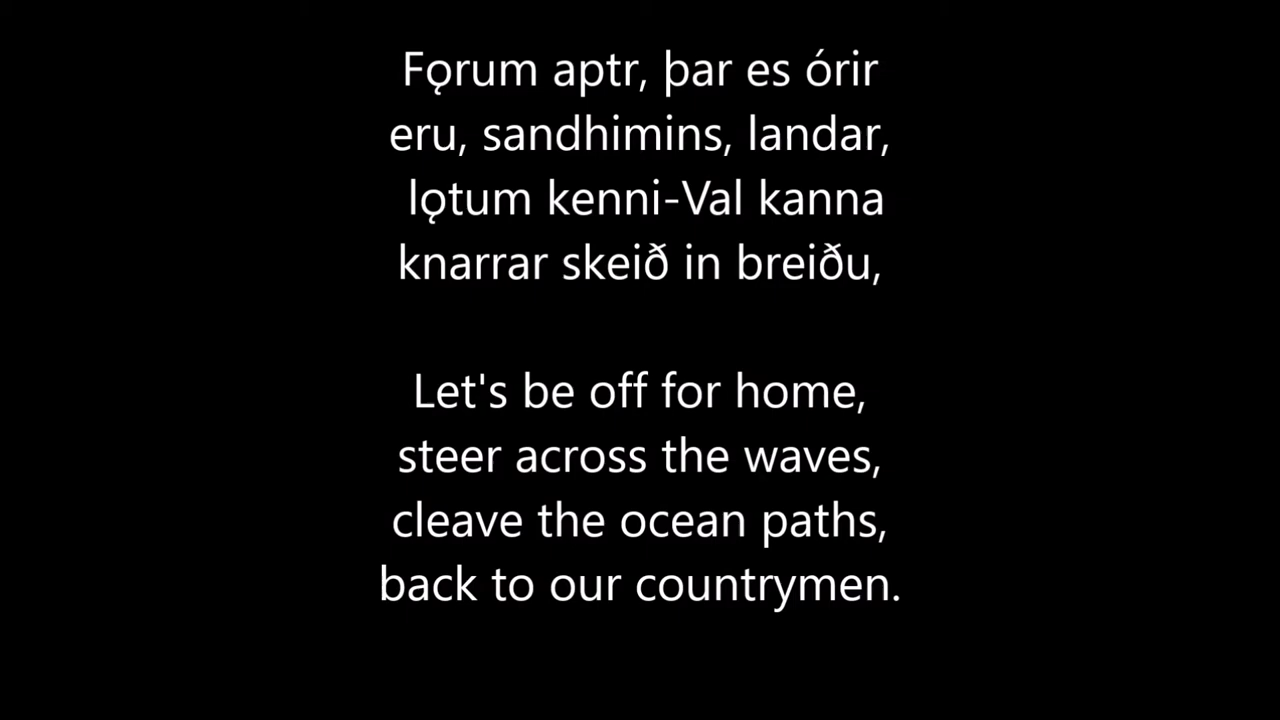 Fǫrum aptr, þar es órir
eru, sandhimins, landar,
lǫtum kenni-Val kanna
knarrar skeið in breiðu,
Let's be off for home,
steer across the waves,
cleave the ocean paths,
back to our countrymen.